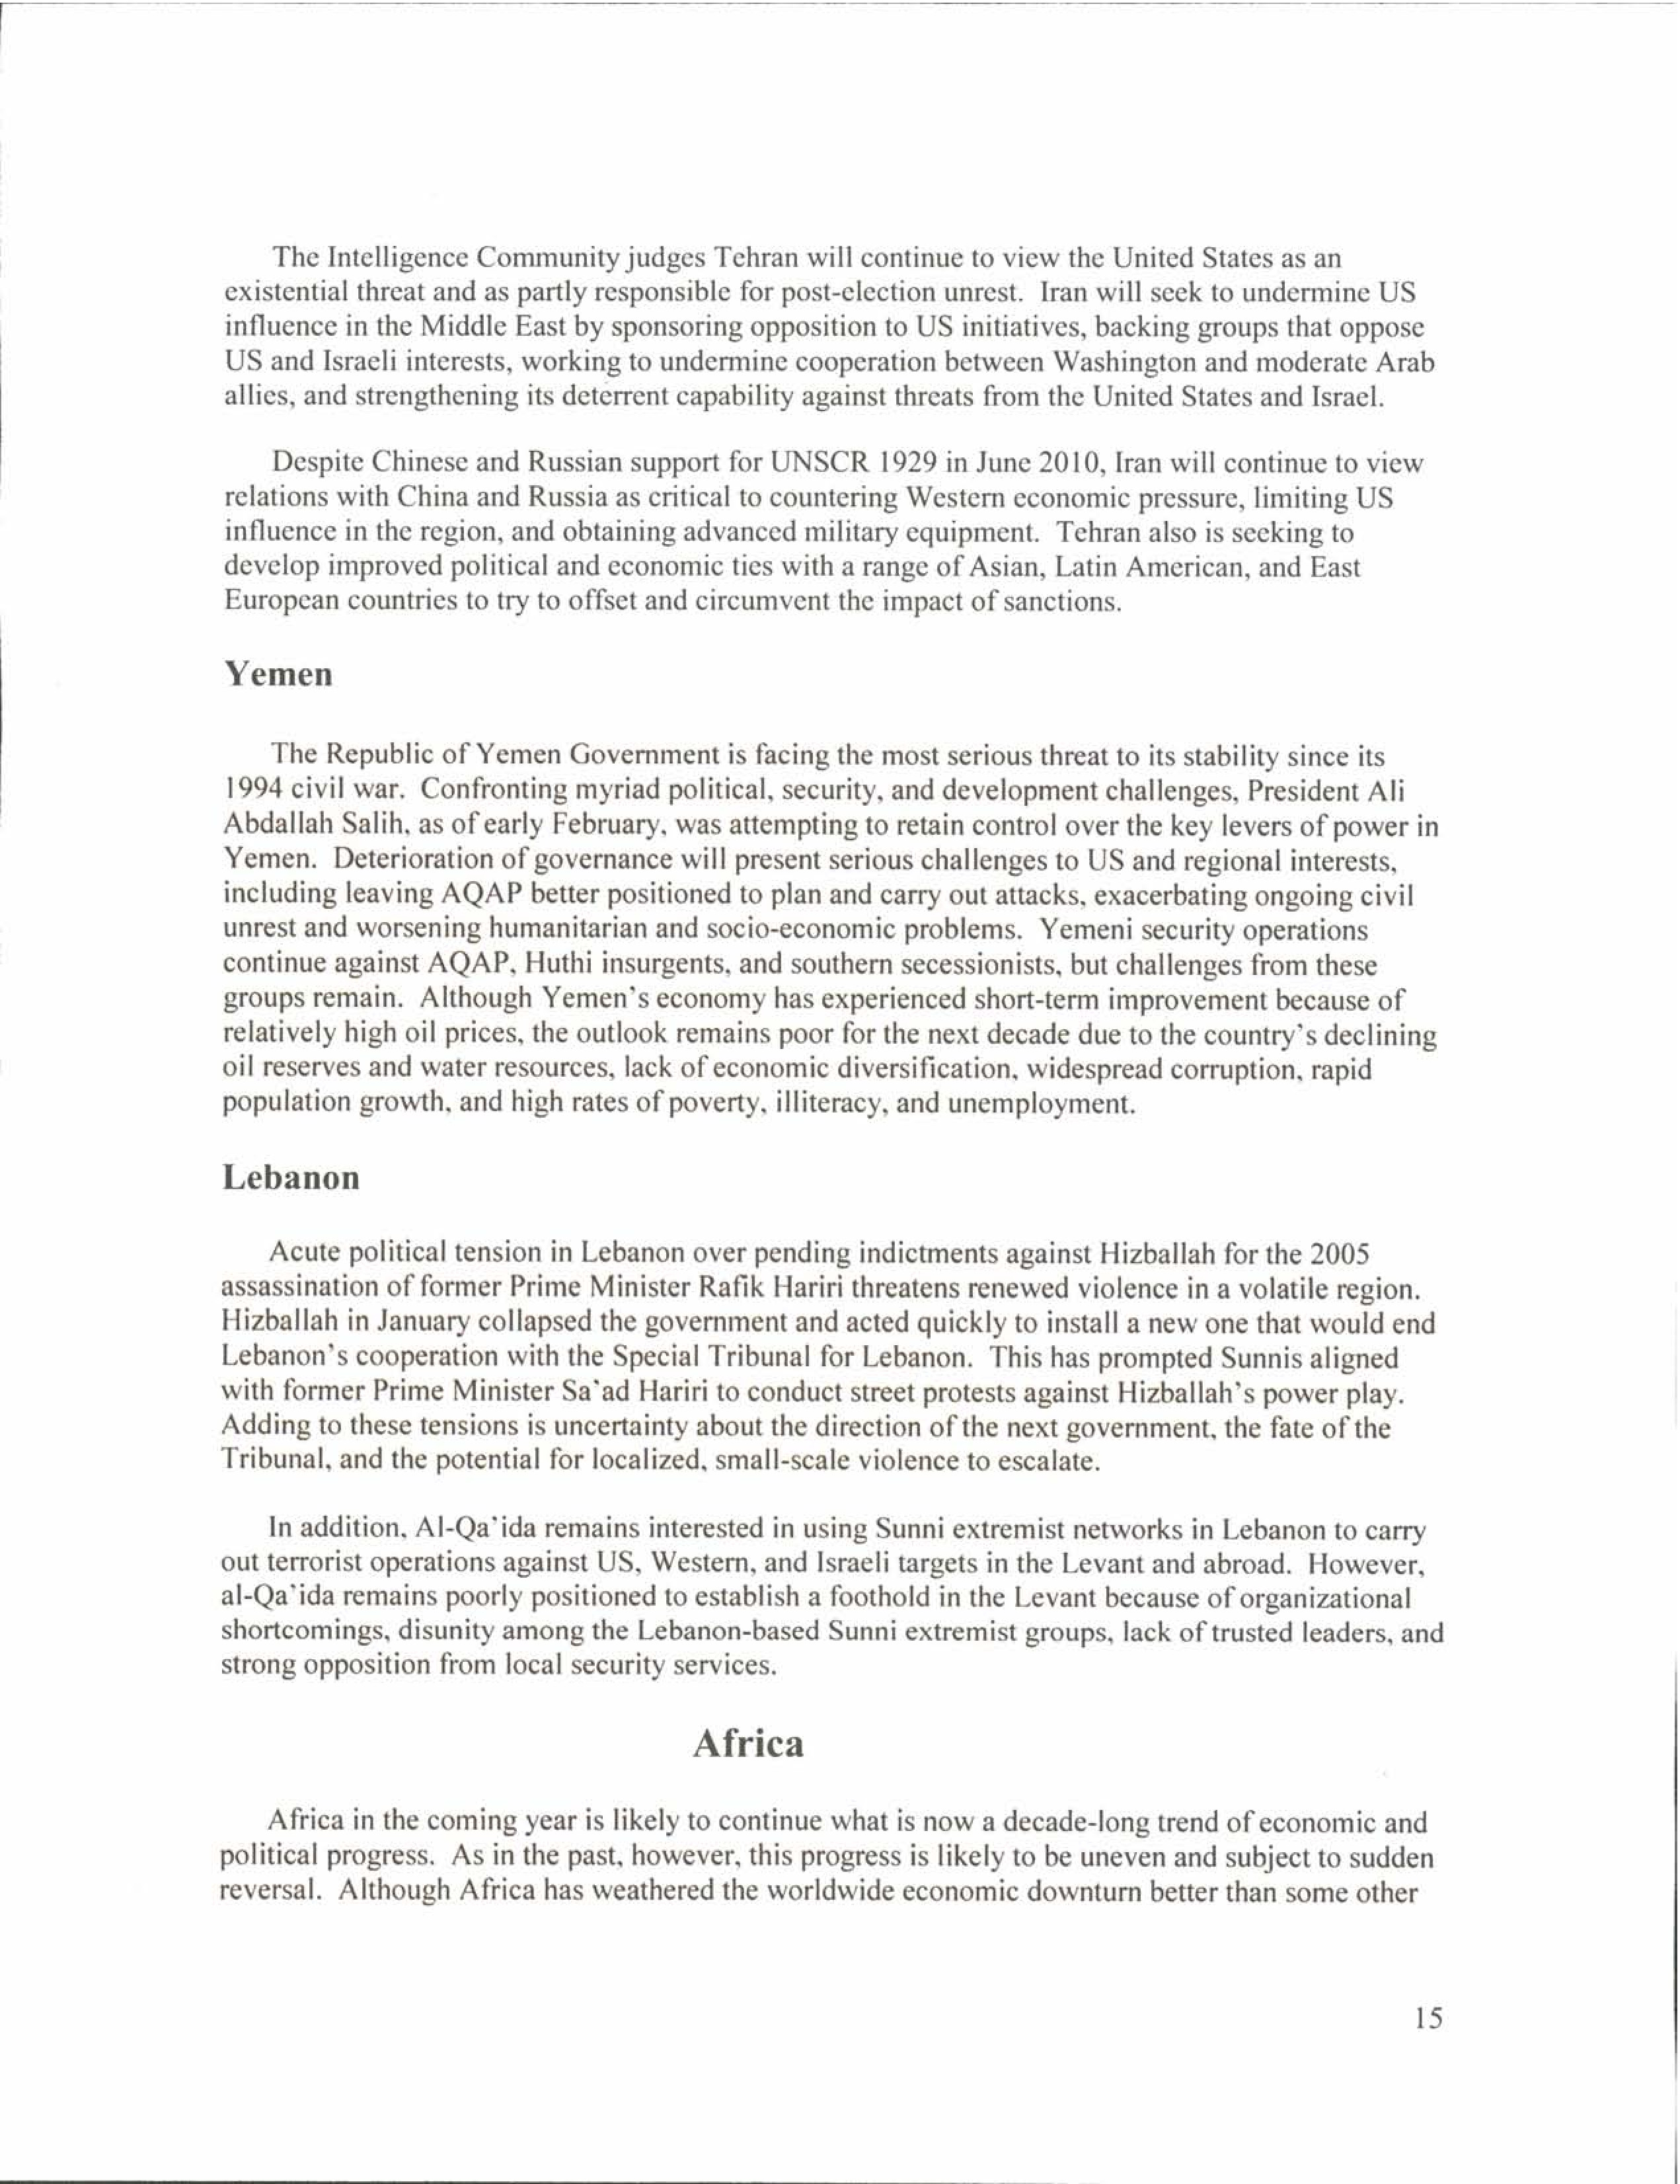 The Intelligence Community judges Tehran will continue to view the United States as an
existential threat and as partly responsible for post-election unrest. Iran will seek to undermine US
influence in the Middle East by sponsoring opposition to US initiatives, backing groups that oppose
US and Israeli interests, working to undermine cooperation between Washington and moderate Arab
allies, and strengthening its deterrent capability against threats from the United States and Israel.
Despite Chinese and Russian support for UNSCR 1929 in June 2010, Iran will continue to view
relations with China and Russia as critical to countering Western economic pressure, limiting US
influence in the region, and obtaining advanced military equipment. Tehran also is seeking to
develop improved political and economic ties with a range of Asian, Latin American, and East
European countries to try to offset and circumvent the impact of sanctions.
Yemen
The Republic of Yemen Government is facing the most serious threat to its stability since its
1994 civil war. Confronting myriad political, security, and development challenges, President Ali
Abdallah Salih, as of early February, was attempting to retain control over the key levers of power in
Yemen. Deterioration of governance will present serious challenges to US and regional interests,
including leaving AQAP better positioned to plan and carry out attacks, exacerbating ongoing civil
unrest and worsening humanitarian and socio-economic problems. Yemeni security operations
continue against AQAP, Huthi insurgents, and southern secessionists, but challenges from these
groups remain. Although Yemen's economy has experienced short-term improvement because of
relatively high oil prices, the outlook remains poor for the next decade due to the country's declining
oil reserves and water resources, lack of economic diversification, widespread corruption, rapid
population growth, and high rates of poverty, illiteracy, and unemployment.
Lebanon
Acute political tension in Lebanon over pending indictments against Hizballah for the 2005
assassination of former Prime Minister Rafik Hariri threatens renewed violence in a volatile region.
Hizballah in January collapsed the government and acted quickly to install a new one that would end
Lebanon's cooperation with the Special Tribunal for Lebanon. This has prompted Sunnis aligned
with former Prime Minister Sa'ad Hariri to conduct street protests against Hizballah's power play.
Adding to these tensions is uncertainty about the direction of the next government, the fate of the
Tribunal, and the potential for localized, small-scale violence to escalate.
In addition, Al-Qa'ida remains interested in using Sunni extremist networks in Lebanon to carry
out terrorist operations against US, Western, and Israeli targets in the Levant and abroad. However,
al-Qa'ida remains poorly positioned to establish a foothold in the Levant because of organizational
shortcomings, disunity among the Lebanon-based Sunni extremist groups, lack of trusted leaders, and
strong opposition from local security services.
Africa
Africa in the coming year is likely to continue what is now a decade-long trend of economic and
political progress. As in the past, however, this progress is likely to be uneven and subject to sudden
reversal. Although Africa has weathered the worldwide economic downturn better than some other
15